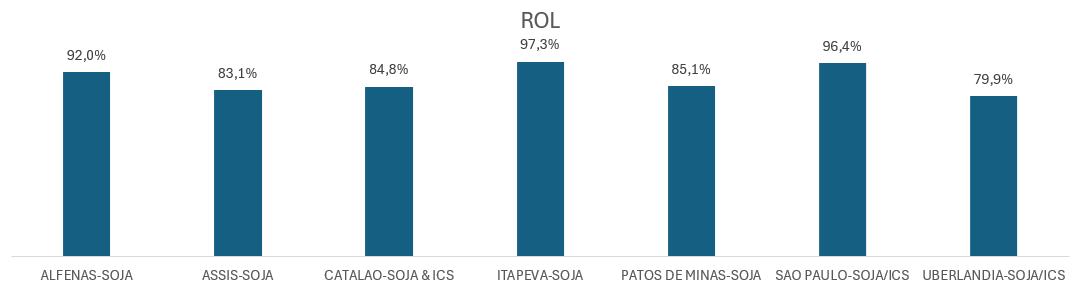 ROL
92,0%
83,1%
84,8%
97,3%
85,1%
96,4%
79,9%
ALFENAS-SOJA
ASSIS-SOJA
CATALAO-SOJA & ICS
ITAPEVA-SOJA
PATOS DE MINAS-SOJA
SAO PAULO-SOJA/ICS
UBERLANDIA-SOJA/ICS